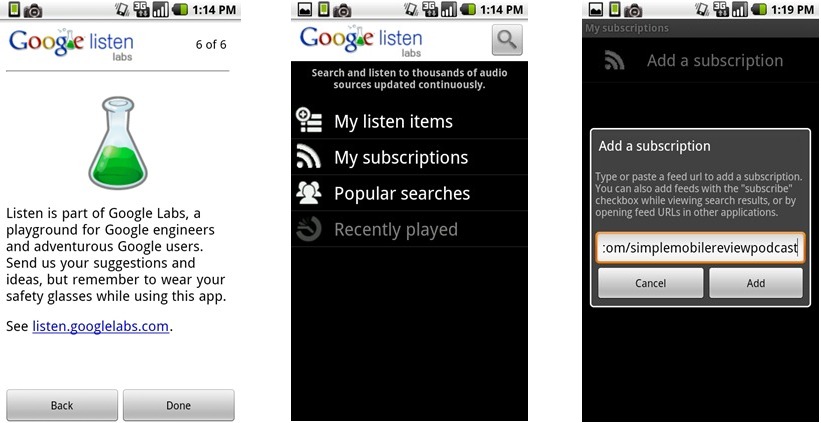 1:14 PM
Google listen
labs
6 of 6
Listen is part of Google Labs, a
playground for Google engineers
and adventurous Google users.
Send us your suggestions and
ideas, but remember to wear your
safety glasses while using this app.
See listen.googlelabs.com.
Back
Done
3G
1:14 PM
Google listen
labs
Search and listen to thousands of audio
sources updated continuously.
My listen items
My subscriptions
Popular searches
Recently played
3G
1:19 PM
My subscriptions
Add a subscription
Add a subscription
Type or paste a feed url to add a subscription.
You can also add feeds with the "subscribe"
checkbox while viewing search results, or by
opening feed URLs in other applications.
:om/simplemobilereviewpodcast
Cancel
Add